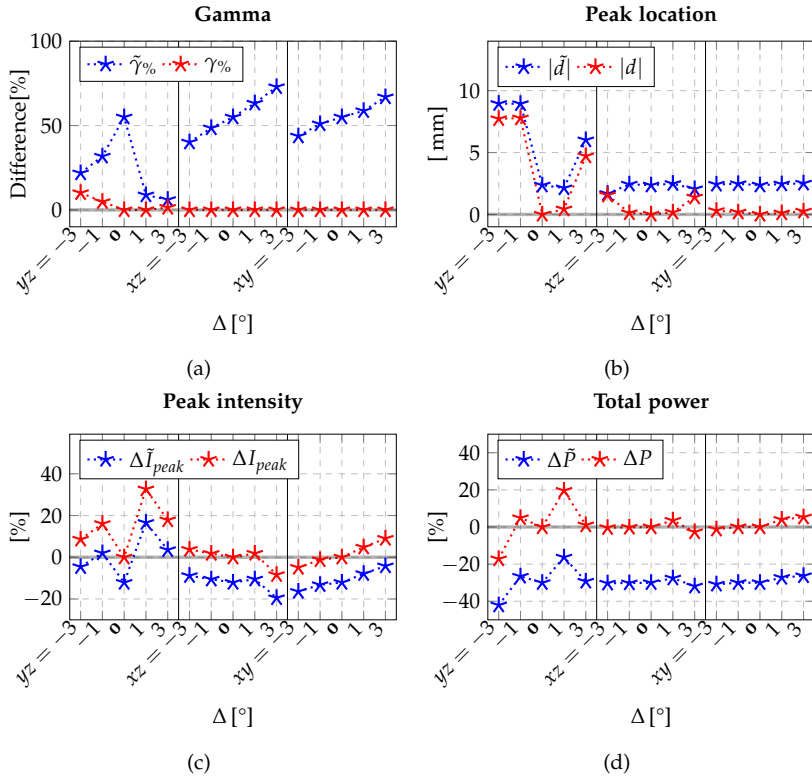 Gamma
100
50
0
Difference[%]
γ̃% γ%
yz = −3 −1 0 1 xz = −3 3 −1 0 1 xy = −3 3 −1 0 1 3
Δ [°]
(a)
Peak location
10
5
0
[ mm]
|d̃| |d|
yz = −3 −1 0 1 xz = −3 3 −1 0 1 xy = −3 3 −1 0 1 3
Δ [°]
(b)
Peak intensity
40
20
0
−20
[%]
ΔĨpeak ΔIpeak
yz = −3 −1 0 1 xz = −3 3 −1 0 1 xy = −3 3 −1 0 1 3
Δ [°]
(c)
Total power
40
20
0
−20
−40
[%]
ΔP̃ ΔP
yz = −3 −1 0 1 xz = −3 3 −1 0 1 xy = −3 3 −1 0 1 3
Δ [°]
(d)